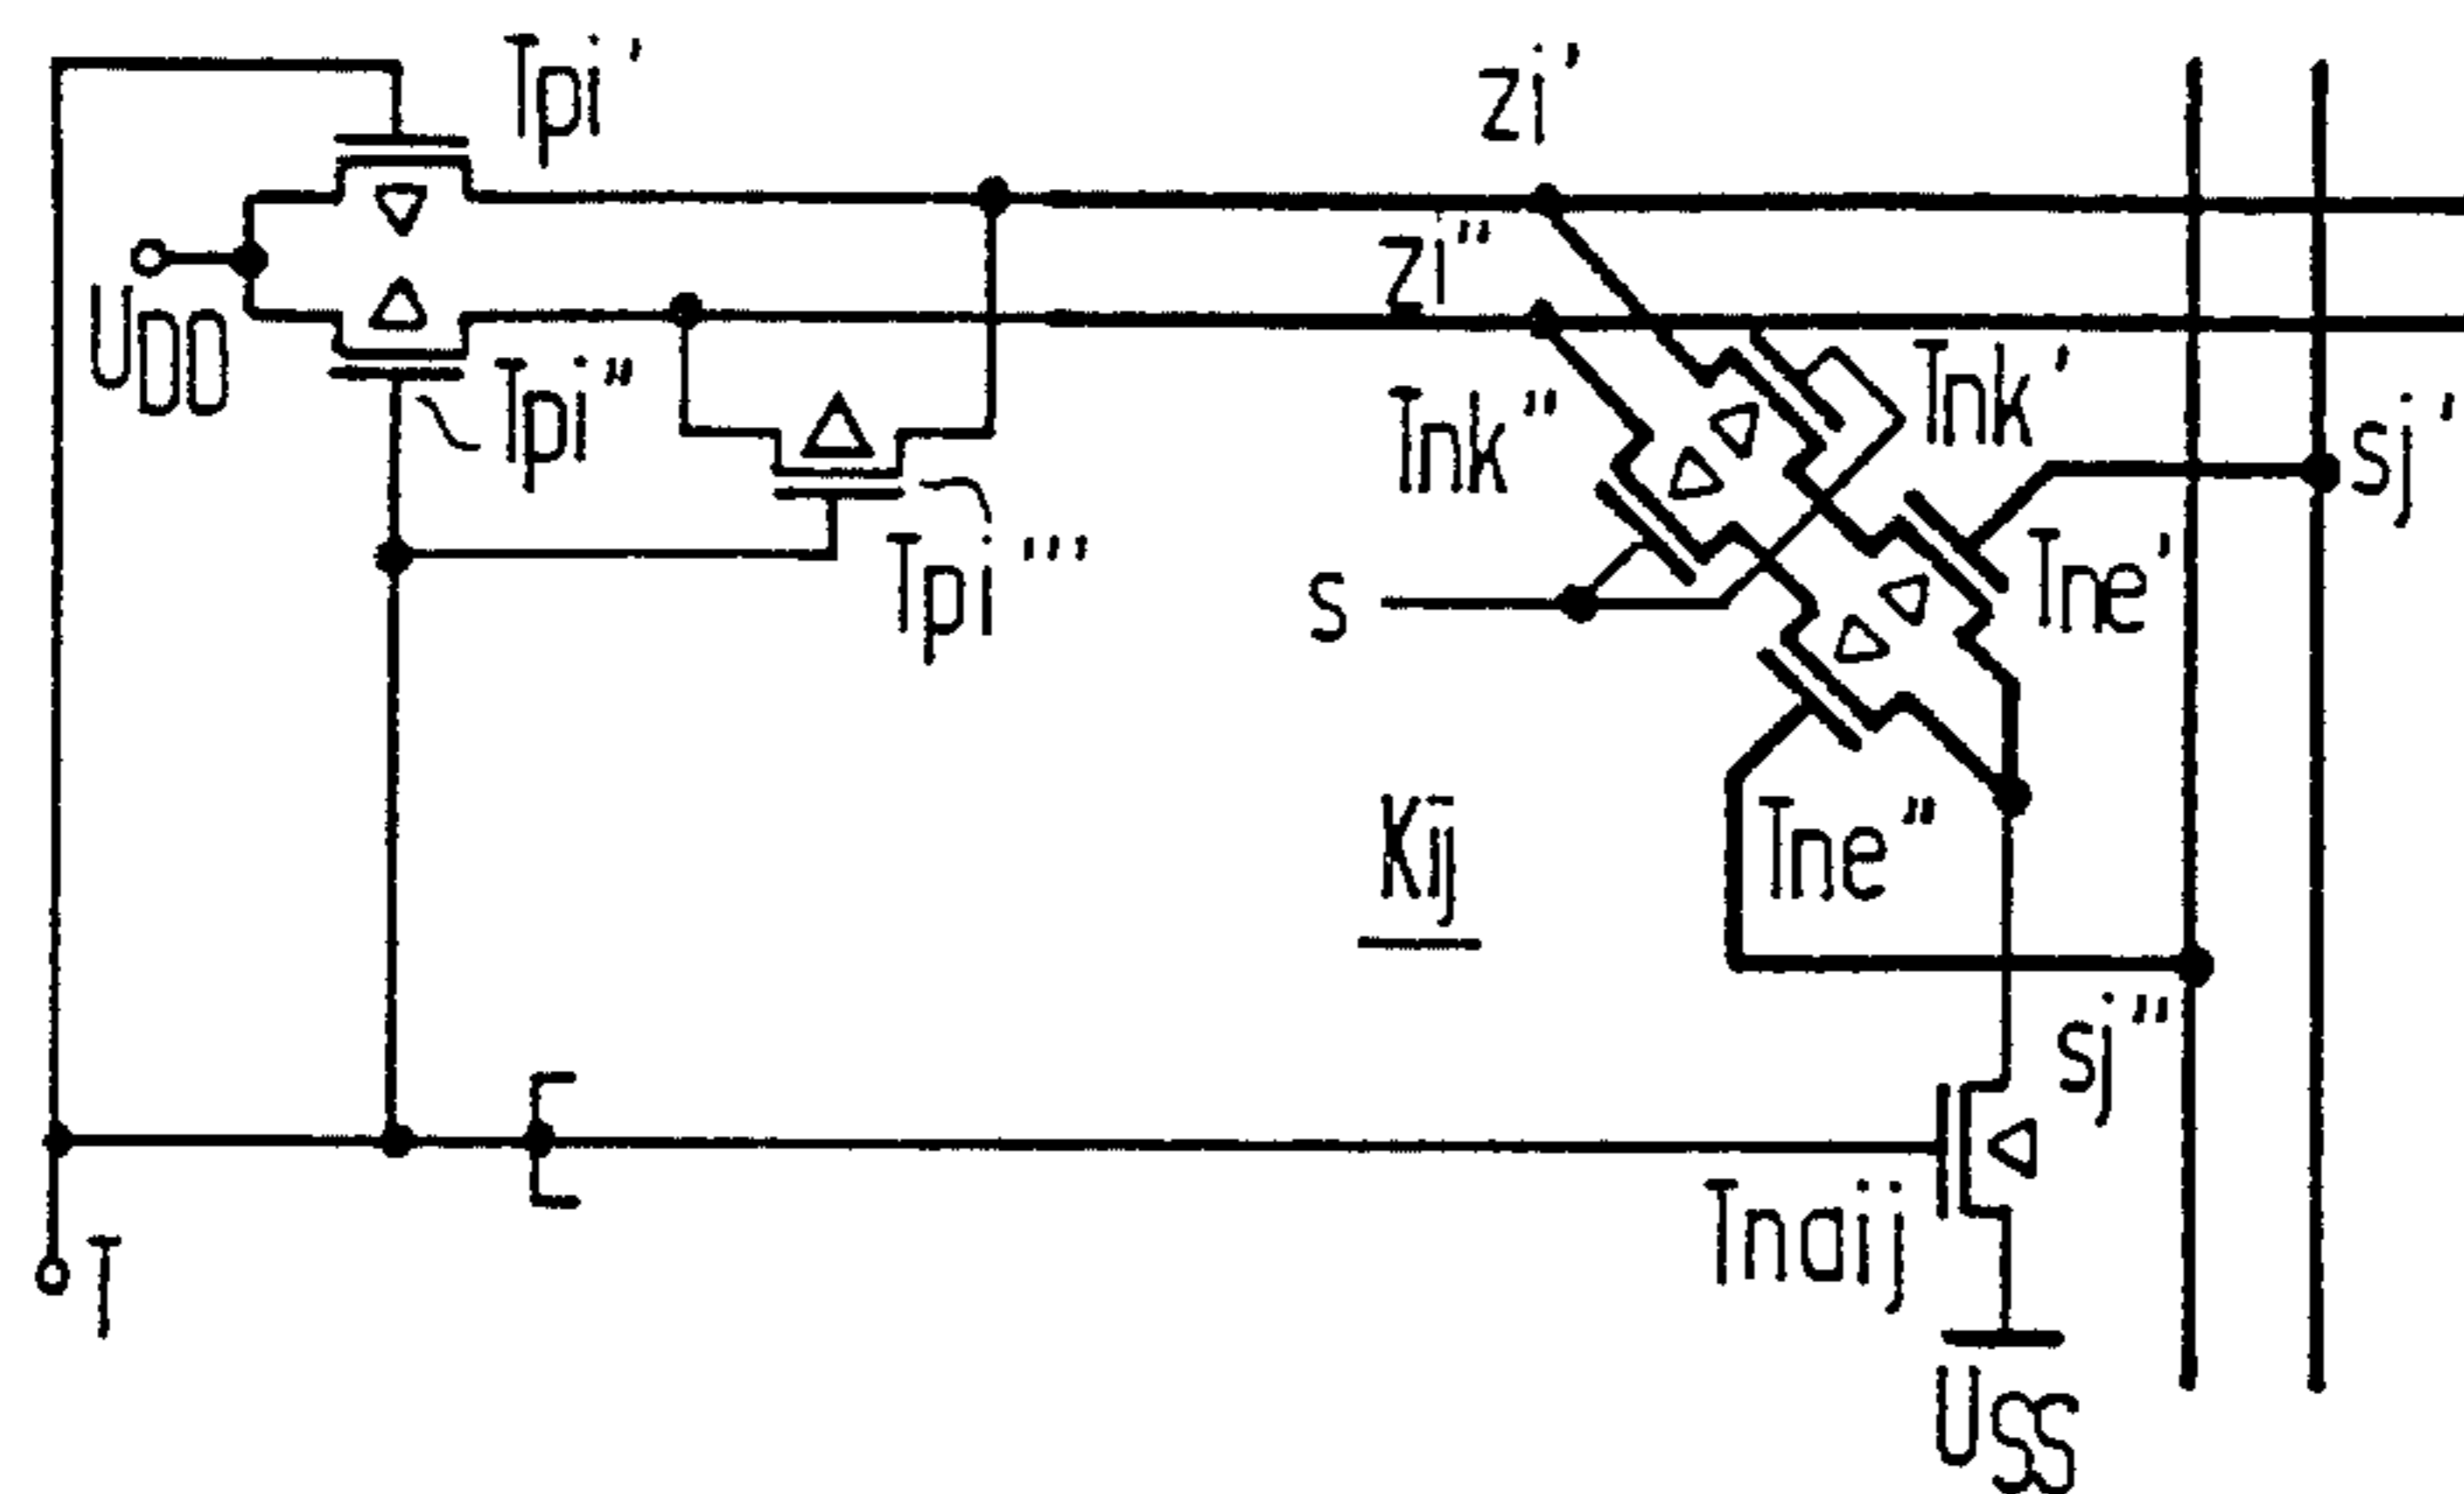 Tpi'
zi'
zi"
UDD
Tpi"
Tnk"
Tnk'
sj'
Tpi"'
s
Tne'
Kij
Tne"
sj"
Tnaij
T
USS